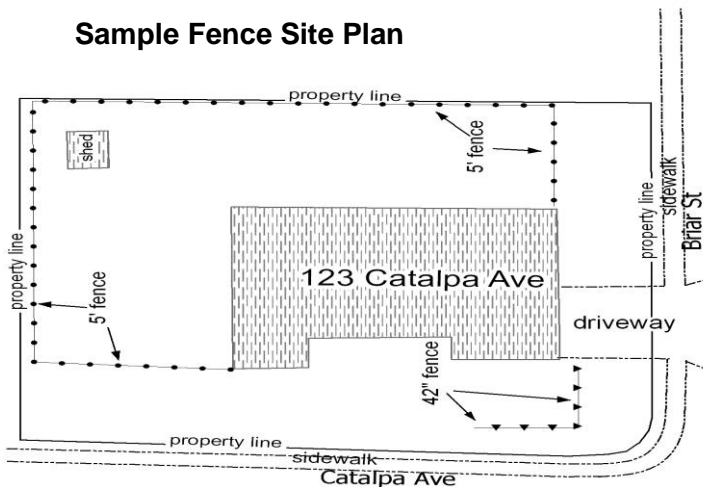 Sample Fence Site Plan
property line
shed
5' fence
property line
sidewalk
Briar St
property line
123 Catalpa Ave
5' fence
driveway
42" fence
property line
sidewalk
Catalpa Ave